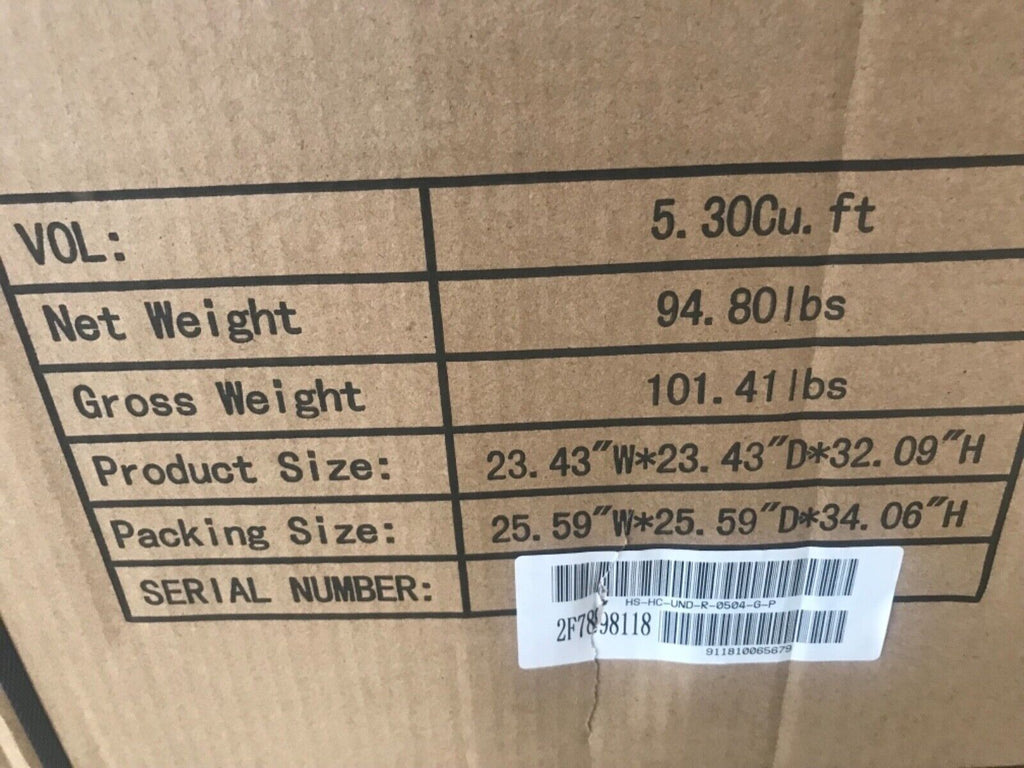 VOL: 5.30Cu.ft
Net Weight 94.80lbs
Gross Weight 101.41lbs
Product Size: 23.43"W*23.43"D*32.09"H
Packing Size: 25.59"W*25.59"D*34.06"H
SERIAL NUMBER:
HS-HC-UND-R-0504-G-P
2F7898118
911810065679